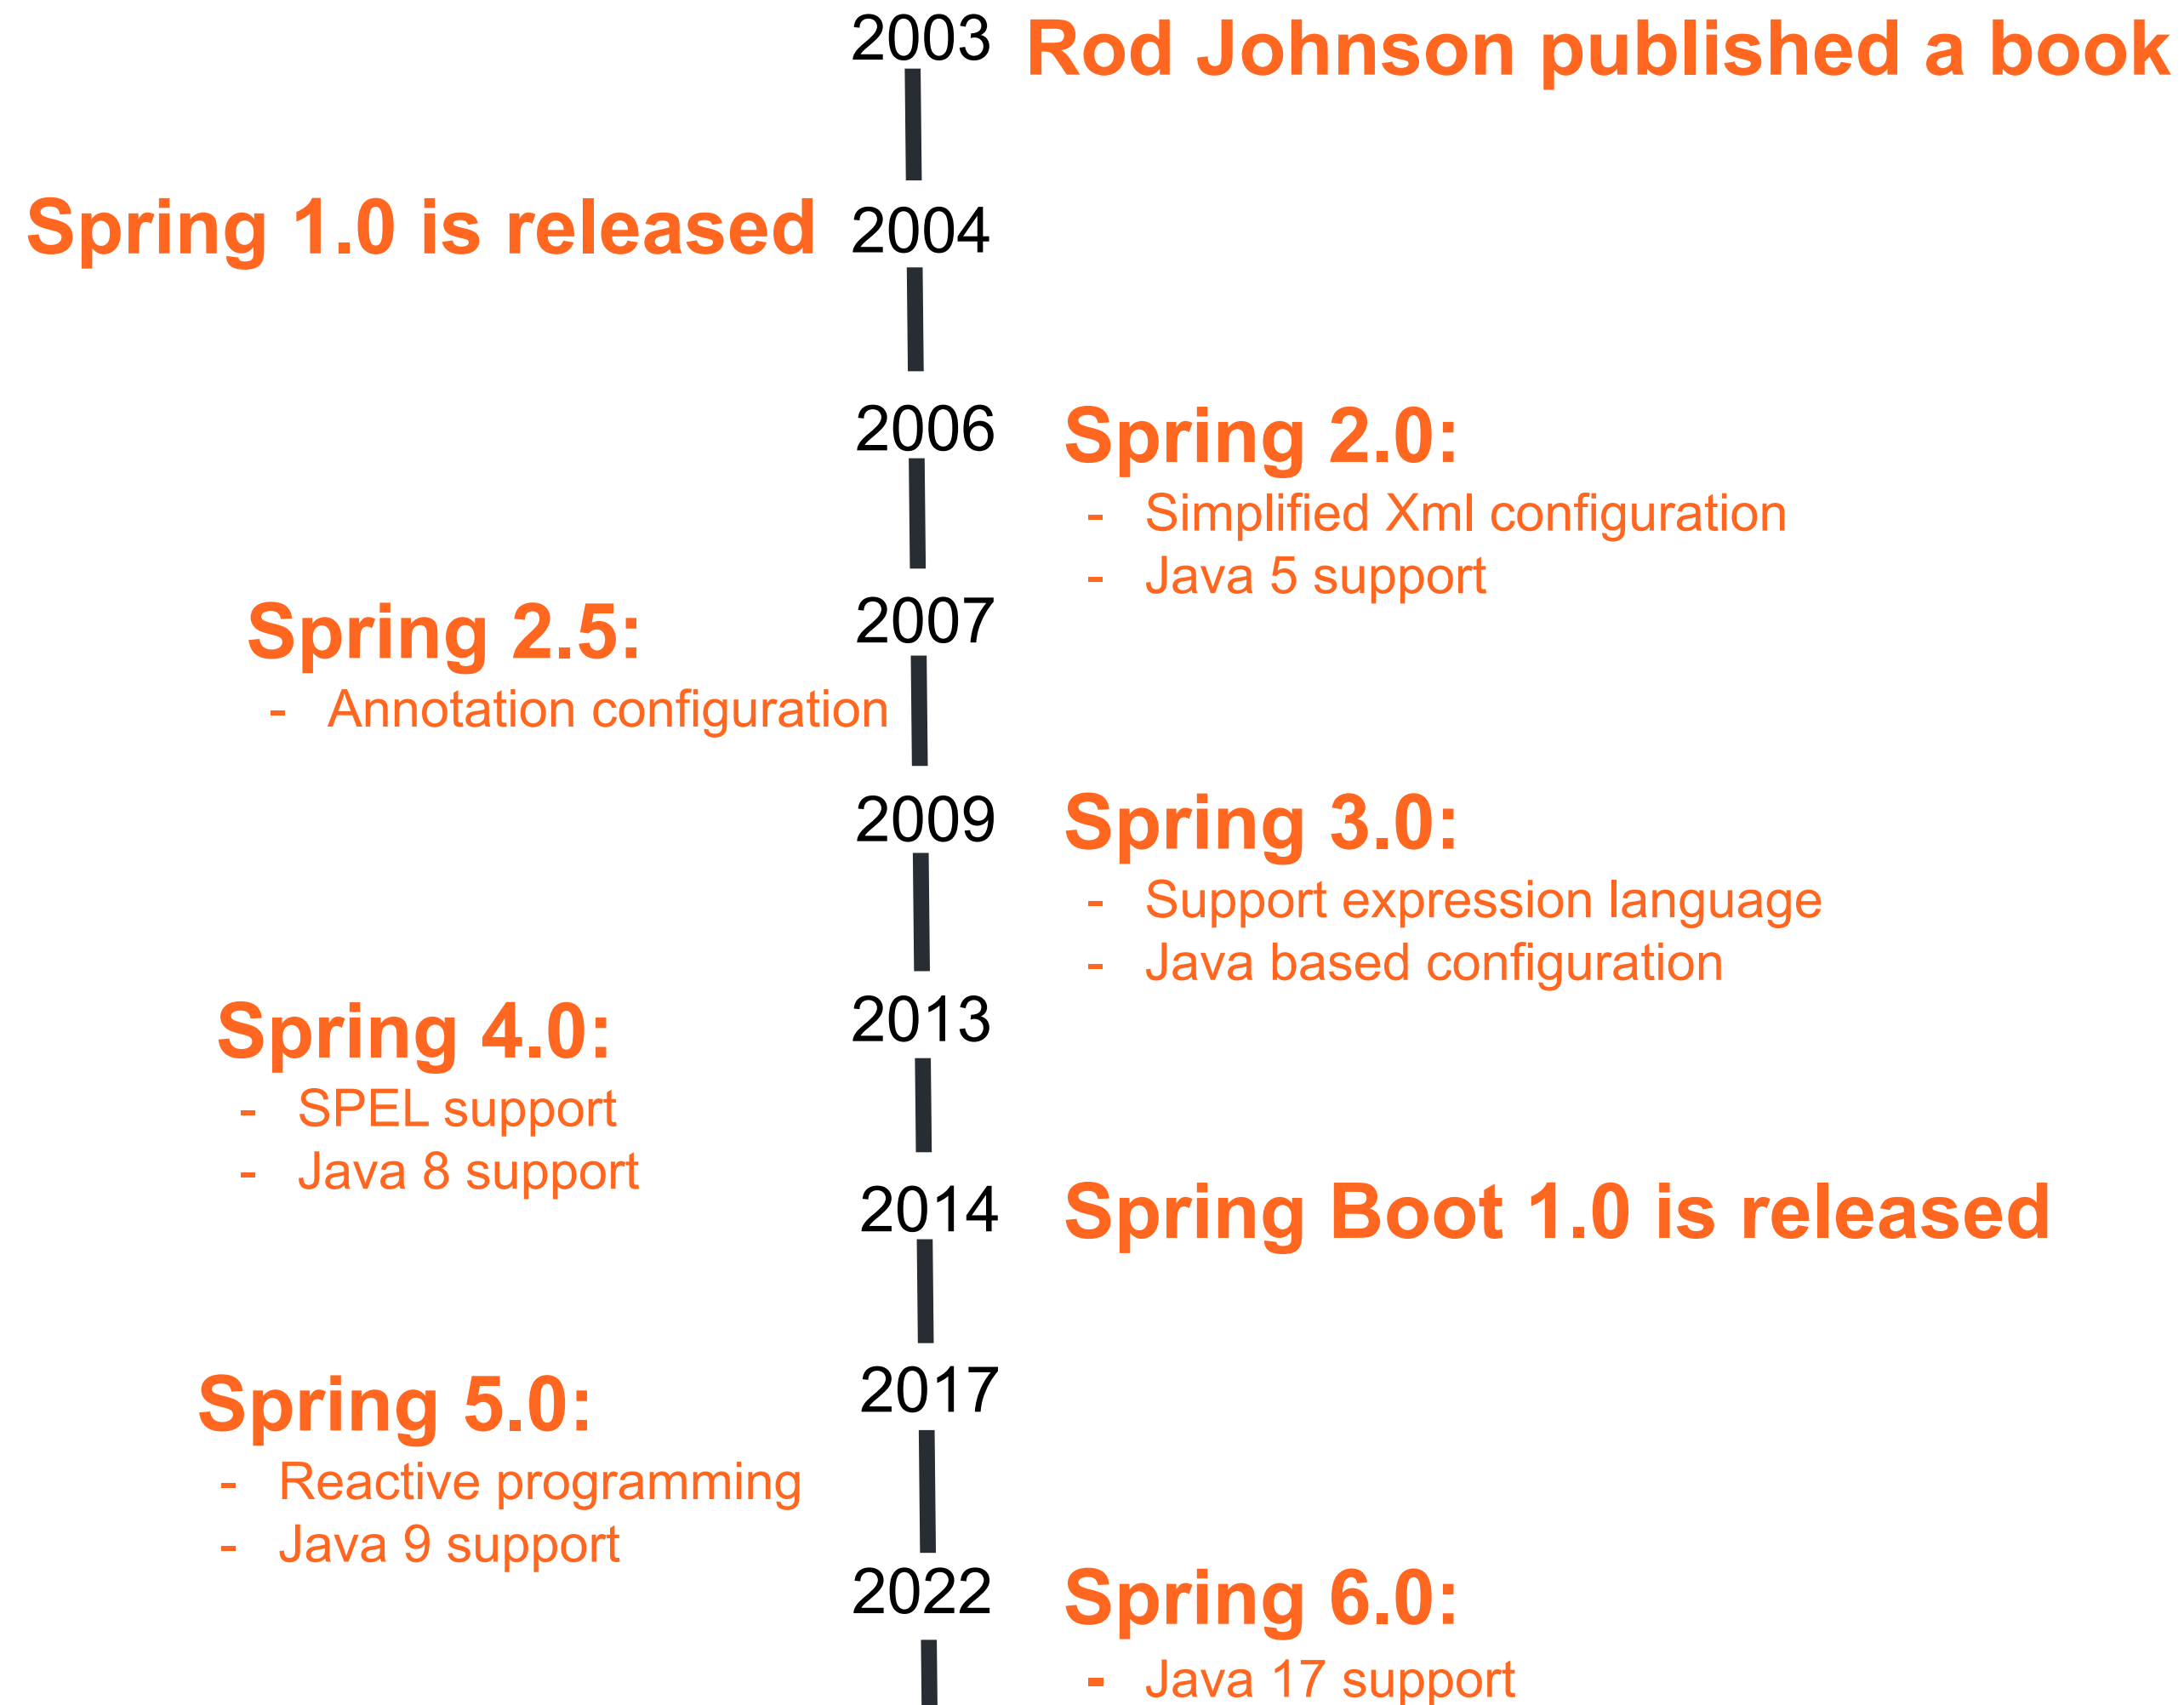 2003
Rod Johnson published a book
Spring 1.0 is released
2004
2006
Spring 2.0:
- Simplified Xml configuration
- Java 5 support
Spring 2.5:
2007
- Annotation configuration
2009
Spring 3.0:
- Support expression language
- Java based configuration
Spring 4.0:
2013
- SPEL support
- Java 8 support
2014
Spring Boot 1.0 is released
Spring 5.0:
2017
- Reactive programming
- Java 9 support
2022
Spring 6.0:
- Java 17 support